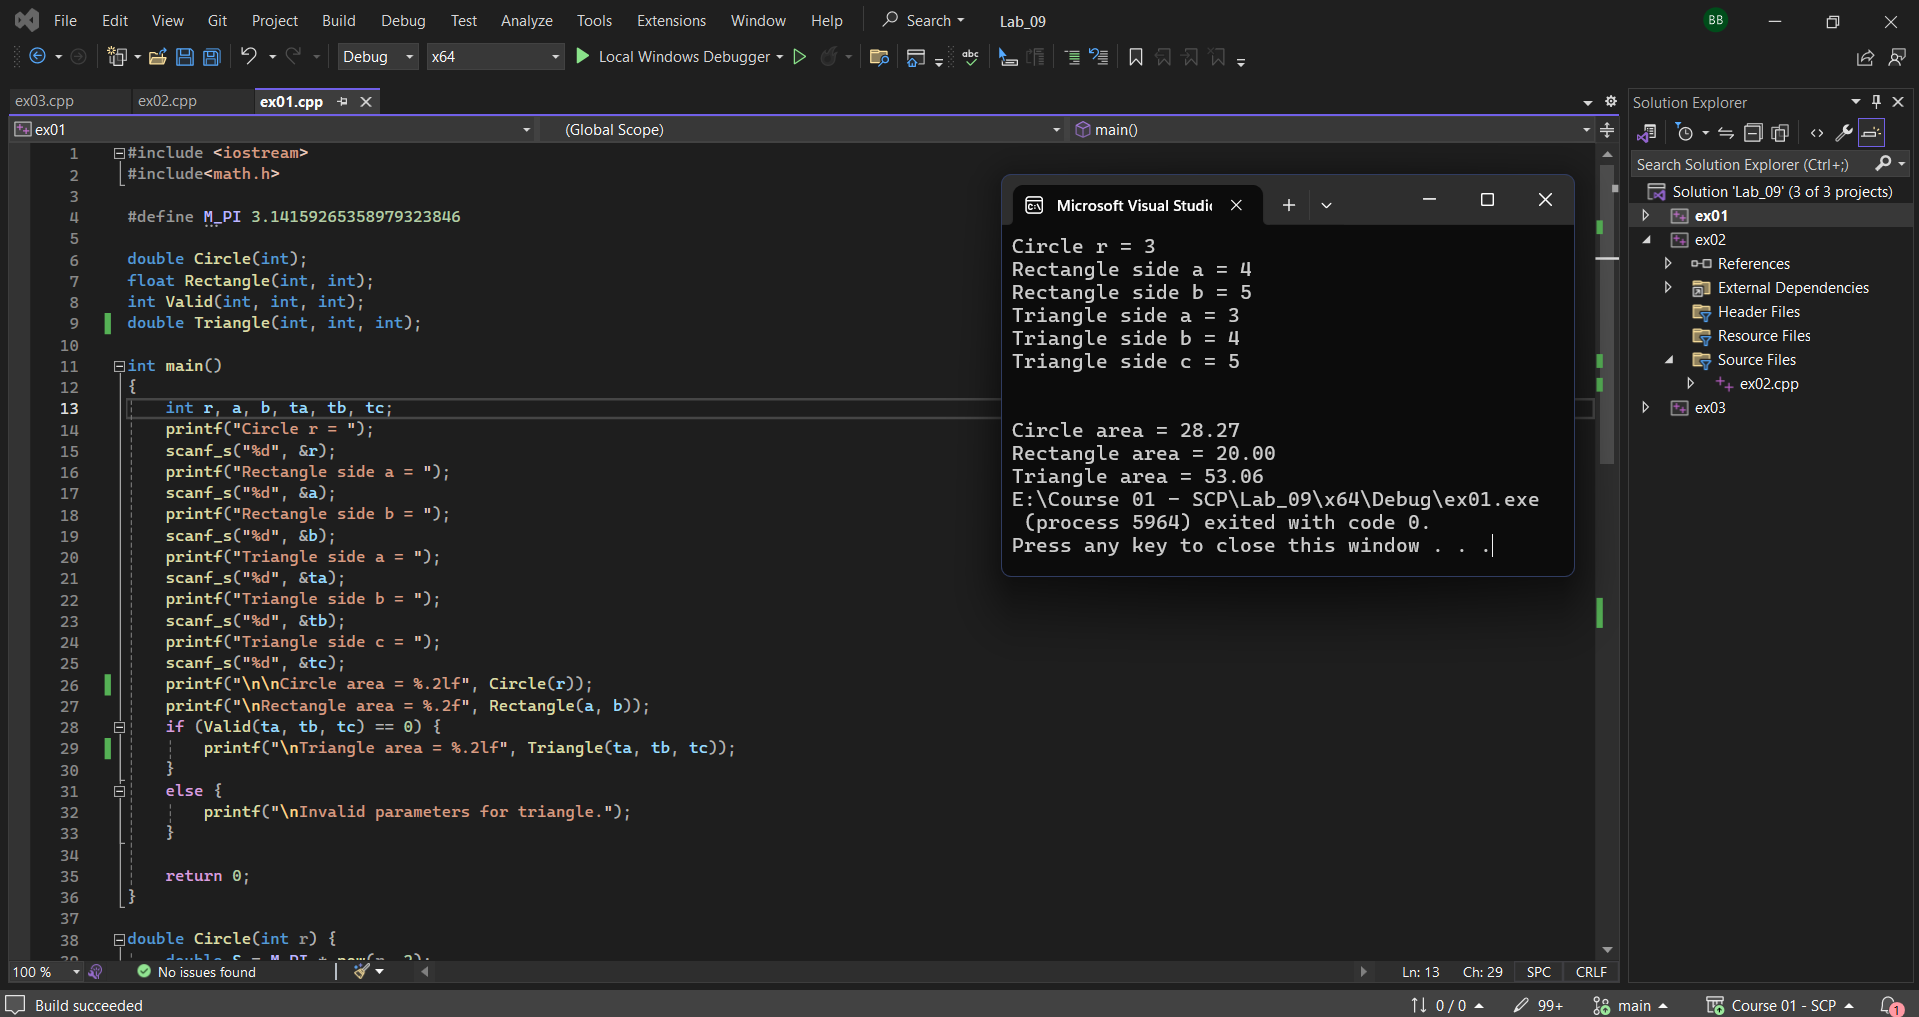 File Edit View Git Project Build Debug Test Analyze Tools Extensions Window Help Search Lab_09 BB
Debug x64 Local Windows Debugger abc
ex03.cpp ex02.cpp ex01.cpp
ex01 (Global Scope) main()
1 #include <iostream>
2 #include<math.h>
3
4 #define M_PI 3.14159265358979323846
5
6 double Circle(int);
7 float Rectangle(int, int);
8 int Valid(int, int, int);
9 double Triangle(int, int, int);
10
11 int main()
12 {
13 int r, a, b, ta, tb, tc;
14 printf("Circle r = ");
15 scanf_s("%d", &r);
16 printf("Rectangle side a = ");
17 scanf_s("%d", &a);
18 printf("Rectangle side b = ");
19 scanf_s("%d", &b);
20 printf("Triangle side a = ");
21 scanf_s("%d", &ta);
22 printf("Triangle side b = ");
23 scanf_s("%d", &tb);
24 printf("Triangle side c = ");
25 scanf_s("%d", &tc);
26 printf("\n\nCircle area = %.2lf", Circle(r));
27 printf("\nRectangle area = %.2f", Rectangle(a, b));
28 if (Valid(ta, tb, tc) == 0) {
29 printf("\nTriangle area = %.2lf", Triangle(ta, tb, tc));
30 }
31 else {
32 printf("\nInvalid parameters for triangle.");
33 }
34
35 return 0;
36 }
37
38 double Circle(int r) {
39 double S = M_PI * pow(r, 2);
Microsoft Visual Studi
Circle r = 3
Rectangle side a = 4
Rectangle side b = 5
Triangle side a = 3
Triangle side b = 4
Triangle side c = 5
Circle area = 28.27
Rectangle area = 20.00
Triangle area = 53.06
E:\Course 01 - SCP\Lab_09\x64\Debug\ex01.exe
(process 5964) exited with code 0.
Press any key to close this window . . .
Solution Explorer
Search Solution Explorer (Ctrl+;)
Solution 'Lab_09' (3 of 3 projects)
ex01
ex02
References
External Dependencies
Header Files
Resource Files
Source Files
ex02.cpp
ex03
100 % No issues found Ln: 13 Ch: 29 SPC CRLF
Build succeeded 0 / 0 99+ main Course 01 - SCP 1